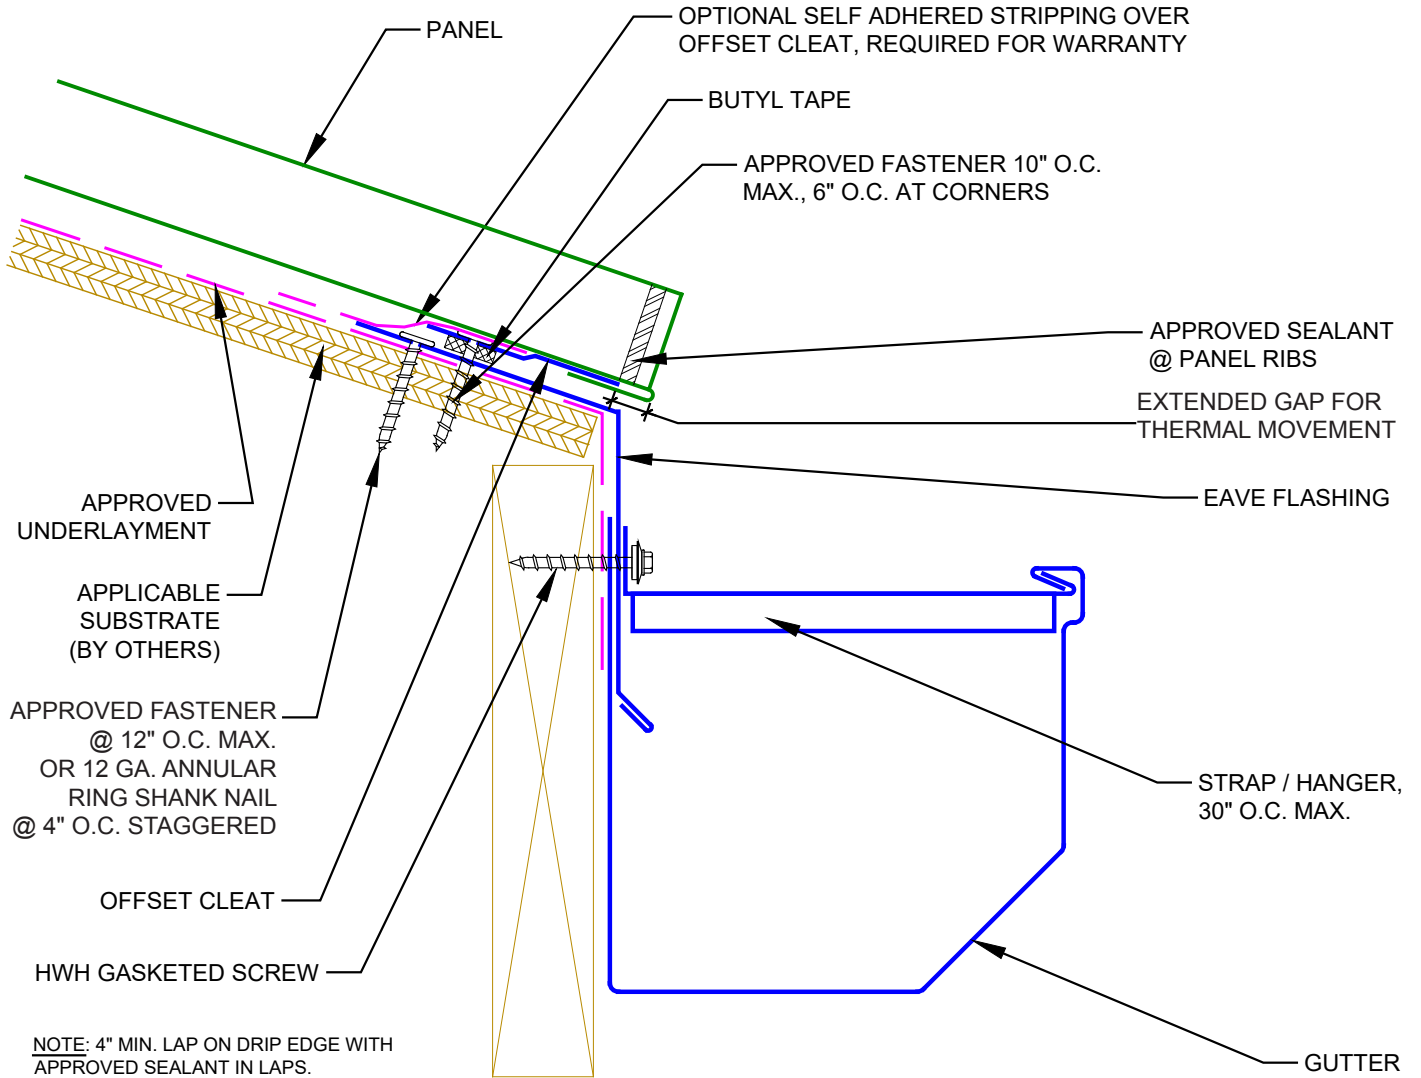 PANEL
OPTIONAL SELF ADHERED STRIPPING OVER
OFFSET CLEAT, REQUIRED FOR WARRANTY
BUTYL TAPE
APPROVED FASTENER 10" O.C.
MAX., 6" O.C. AT CORNERS
APPROVED SEALANT
@ PANEL RIBS
EXTENDED GAP FOR
THERMAL MOVEMENT
EAVE FLASHING
APPROVED
UNDERLAYMENT
APPLICABLE
SUBSTRATE
(BY OTHERS)
APPROVED FASTENER
@ 12" O.C. MAX.
OR 12 GA. ANNULAR
RING SHANK NAIL
@ 4" O.C. STAGGERED
STRAP / HANGER,
30" O.C. MAX.
OFFSET CLEAT
HWH GASKETED SCREW
NOTE: 4" MIN. LAP ON DRIP EDGE WITH
APPROVED SEALANT IN LAPS.
GUTTER